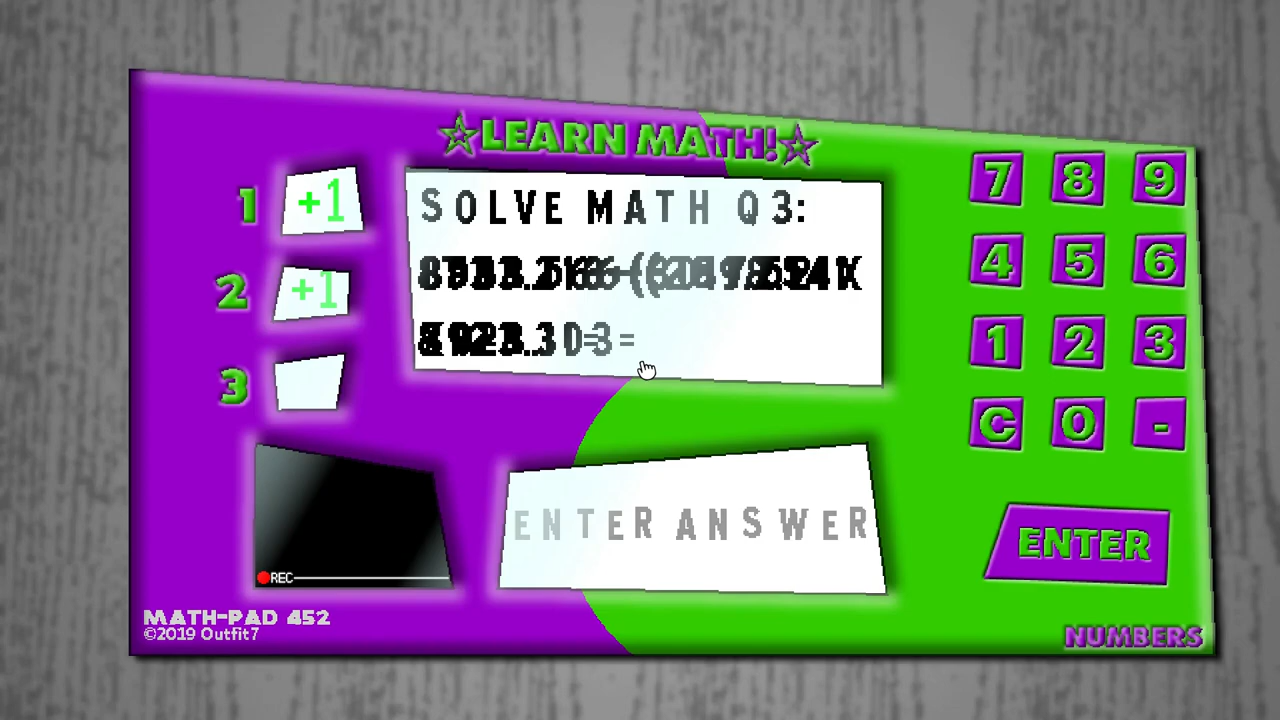 ☆LEARN MATH!☆
1 +1
2 +1
3
SOLVE MATH Q3:
ENTER ANSWER
7 8 9
4 5 6
1 2 3
C 0 -
ENTER
REC
MATH-PAD 452
©2019 Outfit7
NUMBERS